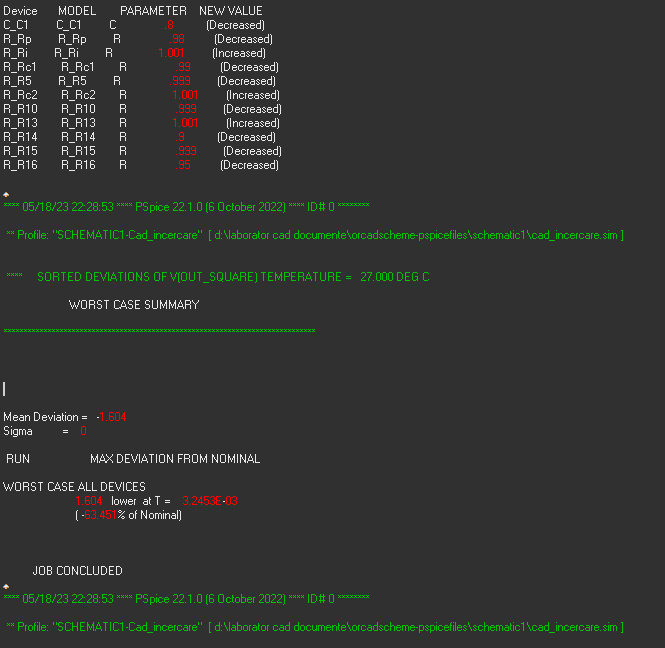 Device MODEL PARAMETER NEW VALUE
C_C1 C_C1 C .8 (Decreased)
R_Rp R_Rp R .99 (Decreased)
R_Ri R_Ri R 1.001 (Increased)
R_Rc1 R_Rc1 R .99 (Decreased)
R_R5 R_R5 R .999 (Decreased)
R_Rc2 R_Rc2 R 1.001 (Increased)
R_R10 R_R10 R .999 (Decreased)
R_R13 R_R13 R 1.001 (Increased)
R_R14 R_R14 R .9 (Decreased)
R_R15 R_R15 R .999 (Decreased)
R_R16 R_R16 R .95 (Decreased)
**** 05/18/23 22:28:53 **** PSpice 22.1.0 (6 October 2022) **** ID# 0 ********
** Profile: "SCHEMATIC1-Cad_incercare" [ d:\laborator cad documente\orcadscheme-pspicefiles\schematic1\cad_incercare.sim ]
**** SORTED DEVIATIONS OF V(OUT_SQUARE) TEMPERATURE = 27.000 DEG C
WORST CASE SUMMARY
Mean Deviation = -1.604
Sigma = 0
RUN MAX DEVIATION FROM NOMINAL
WORST CASE ALL DEVICES
1.604 lower at T = 3.2453E-03
( -63.451% of Nominal)
JOB CONCLUDED
**** 05/18/23 22:28:53 **** PSpice 22.1.0 (6 October 2022) **** ID# 0 ********
** Profile: "SCHEMATIC1-Cad_incercare" [ d:\laborator cad documente\orcadscheme-pspicefiles\schematic1\cad_incercare.sim ]